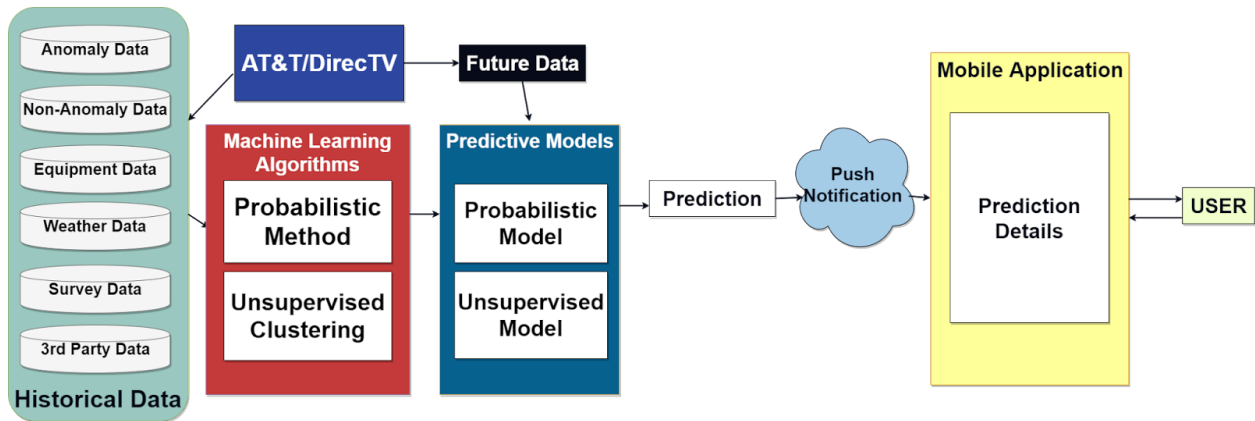 Anomaly Data
Non-Anomaly Data
Equipment Data
Weather Data
Survey Data
3rd Party Data
Historical Data
AT&T/DirecTV
Future Data
Machine Learning
Algorithms
Probabilistic
Method
Unsupervised
Clustering
Predictive Models
Probabilistic
Model
Unsupervised
Model
Prediction
Push
Notification
Mobile Application
Prediction
Details
USER